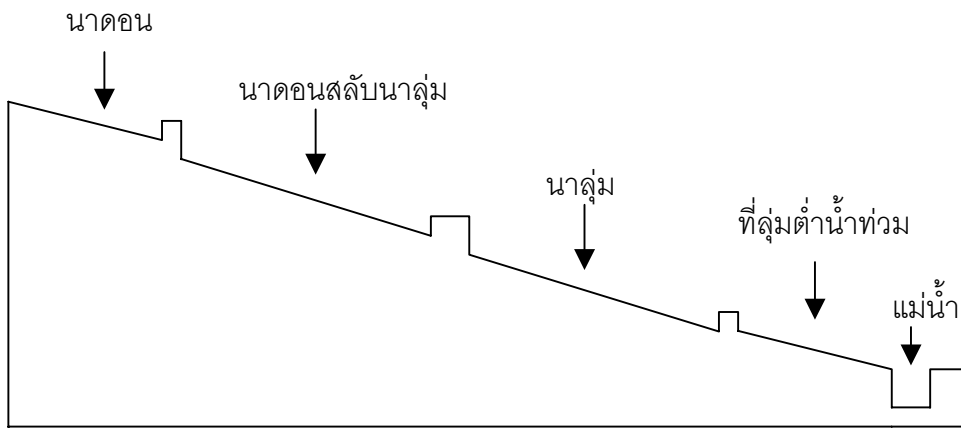 นาดอน
นาดอนสลับนาลุ่ม
นาลุ่ม
ที่ลุ่มต่ำน้ำท่วม
แม่น้ำ